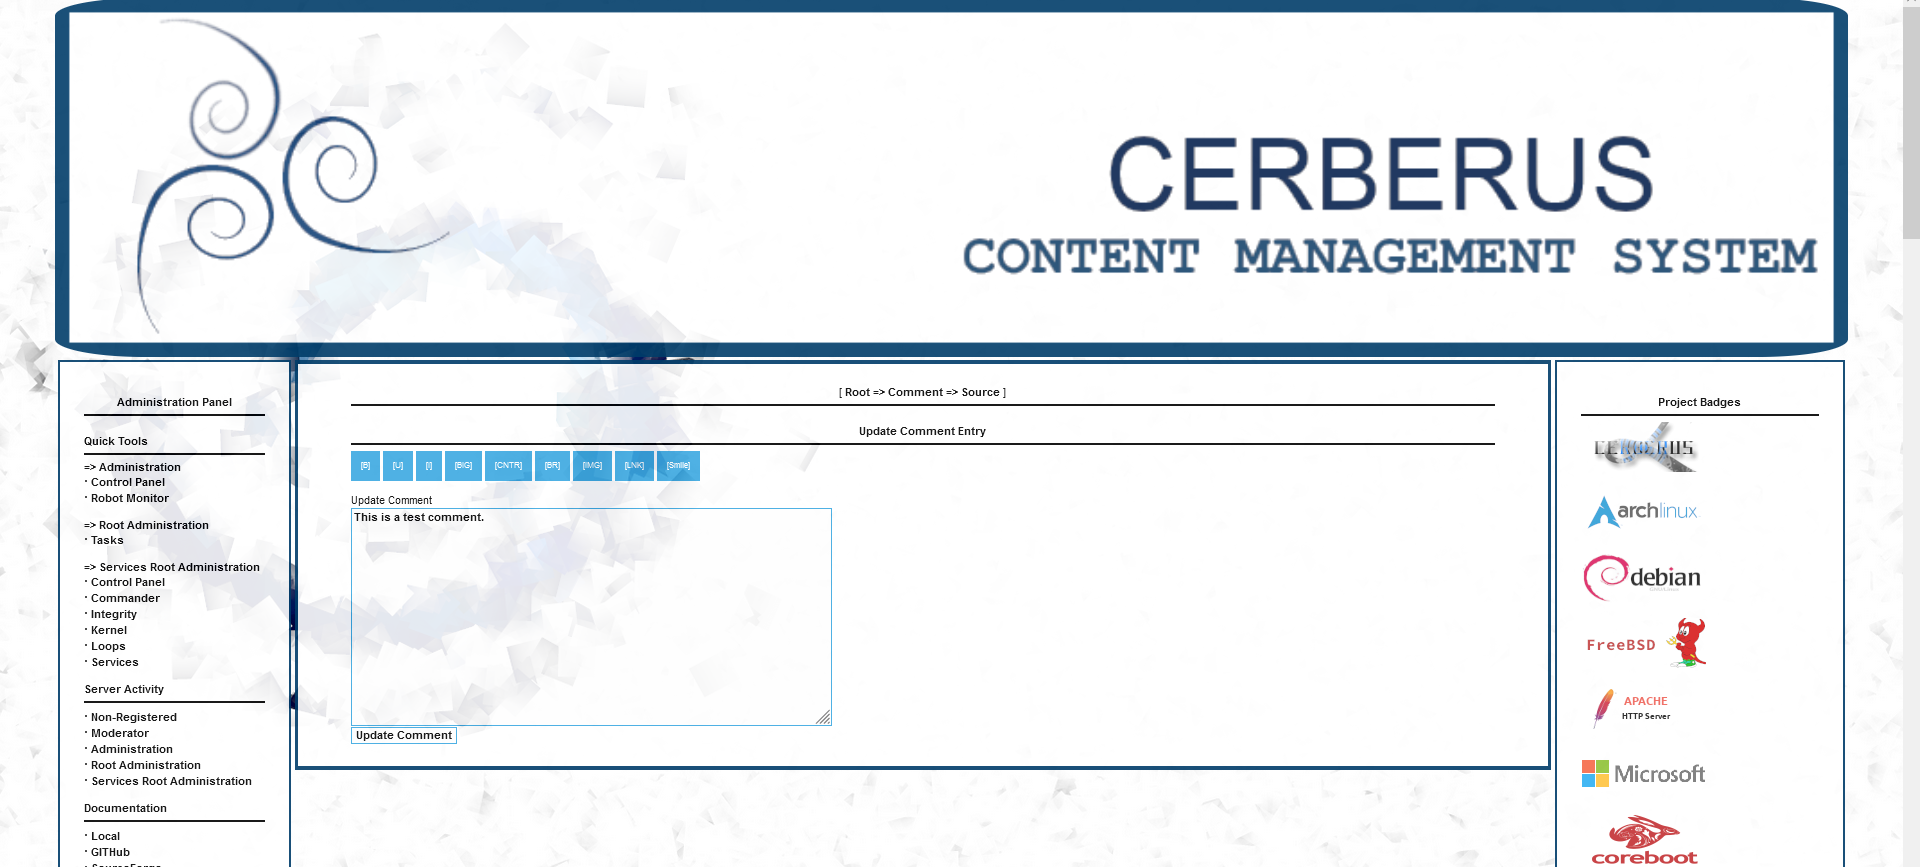 CERBERUS
CONTENT MANAGEMENT SYSTEM
Administration Panel
Quick Tools
=> Administration
· Control Panel
· Robot Monitor
=> Root Administration
· Tasks
=> Services Root Administration
· Control Panel
· Commander
· Integrity
· Kernel
· Loops
· Services
Server Activity
· Non-Registered
· Moderator
· Administration
· Root Administration
· Services Root Administration
Documentation
· Local
· GITHub
[ Root => Comment => Source ]
Update Comment Entry
[B] [U] [I] [BIG] [CNTR] [BR] [IMG] [LNK] [Smile]
Update Comment
This is a test comment.
Update Comment
Project Badges
CERBERUS
archlinux
debian
FreeBSD
APACHE
HTTP Server
Microsoft
coreboot